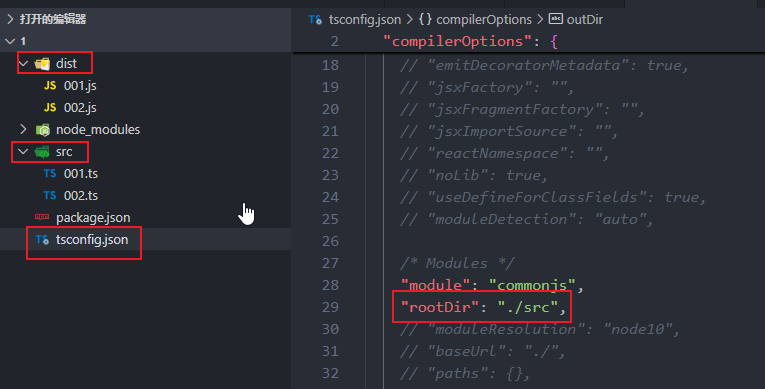 打开的编辑器
1
dist
JS 001.js
JS 002.js
node_modules
src
TS 001.ts
TS 002.ts
package.json
TS tsconfig.json
TS tsconfig.json > {} compilerOptions > abc outDir
2 "compilerOptions": {
18 // "emitDecoratorMetadata": true,
19 // "jsxFactory": "",
20 // "jsxFragmentFactory": "",
21 // "jsxImportSource": "",
22 // "reactNamespace": "",
23 // "noLib": true,
24 // "useDefineForClassFields": true,
25 // "moduleDetection": "auto",
26
27 /* Modules */
28 "module": "commonjs",
29 "rootDir": "./src",
30 // "moduleResolution": "node10",
31 // "baseUrl": "./",
32 // "paths": {},